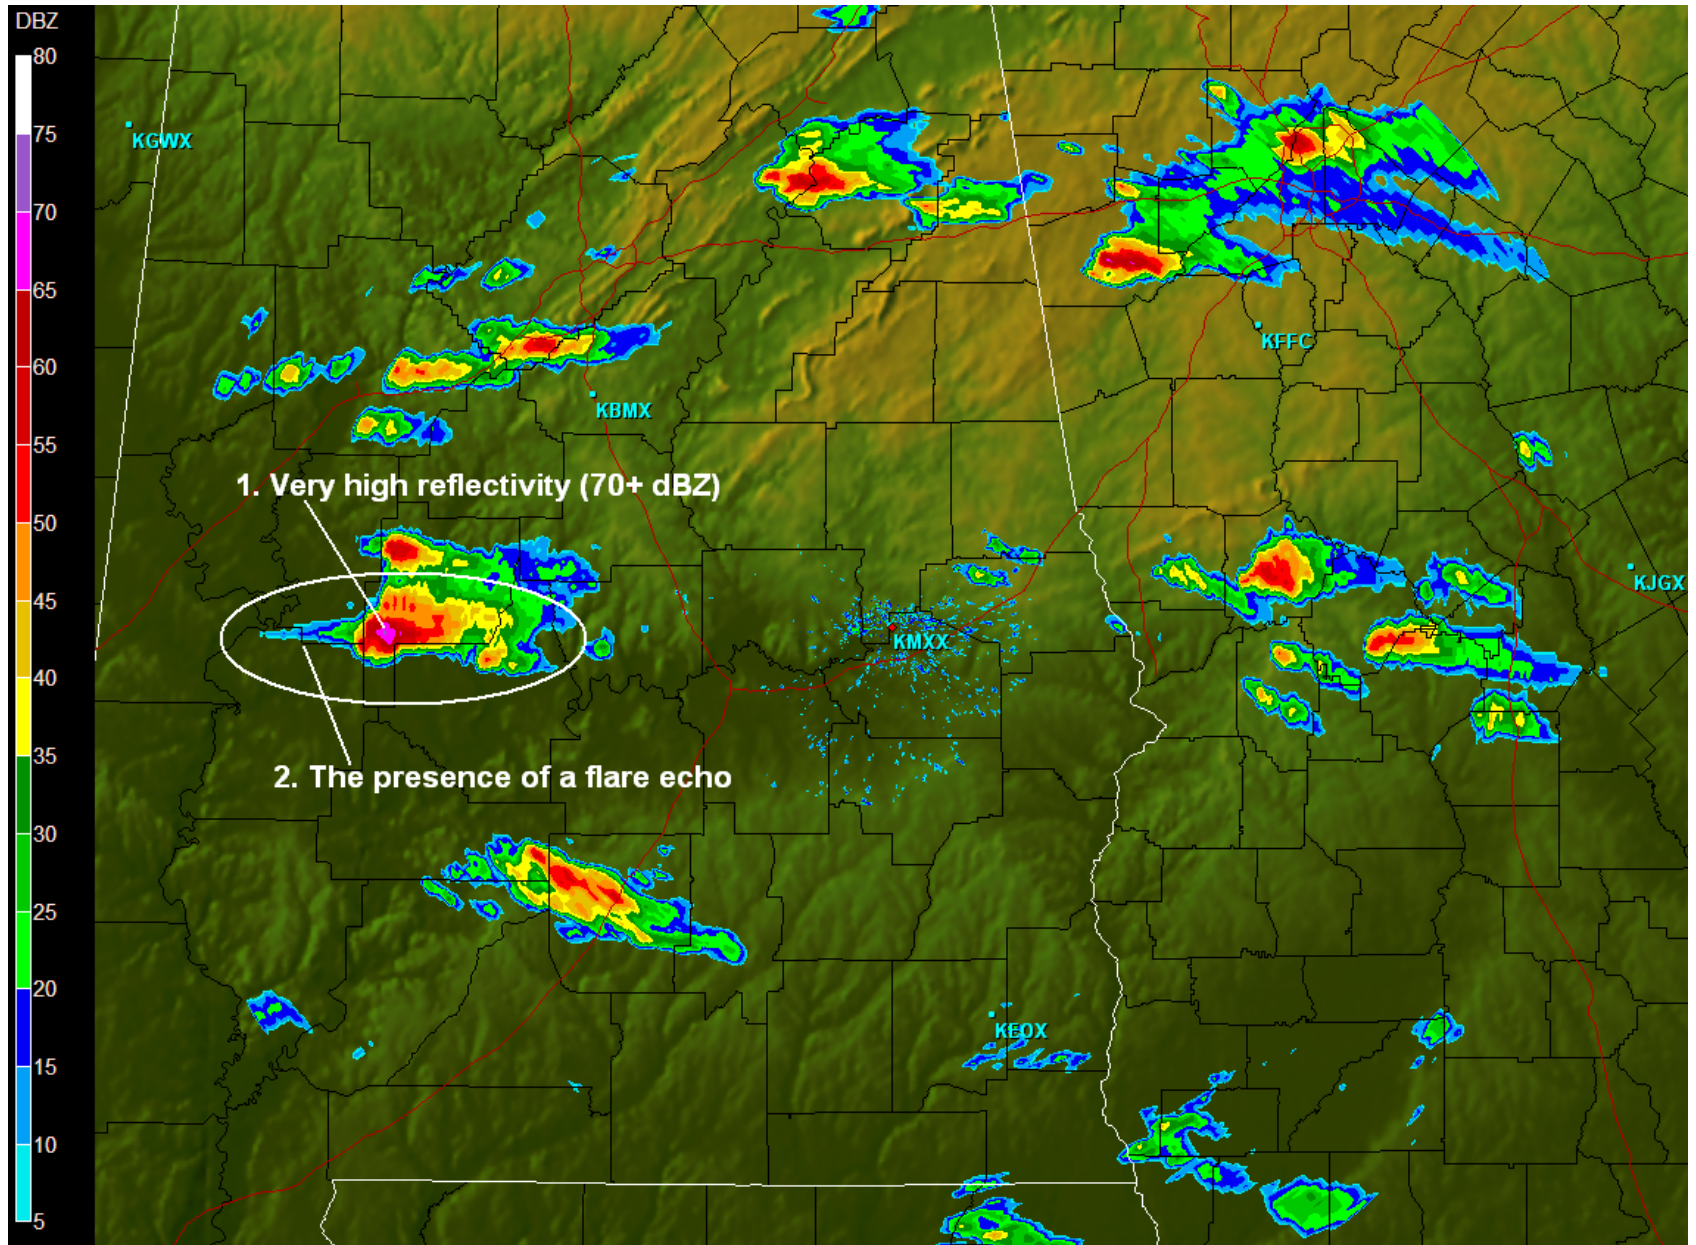 DBZ
80
75
70
65
60
55
50
45
40
35
30
25
20
15
10
5
KGWX
KFFC
KBMX
1. Very high reflectivity (70+ dBZ)
KJGX
KMXX
2. The presence of a flare echo
KEOX